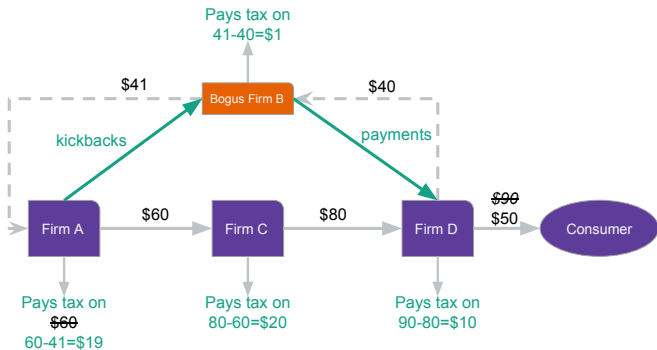 Pays tax on
41-40=$1
$41
$40
Bogus Firm B
kickbacks
payments
$90
$60
$80
$50
Firm A
Firm C
Firm D
Consumer
Pays tax on
$60
60-41=$19
Pays tax on
80-60=$20
Pays tax on
90-80=$10